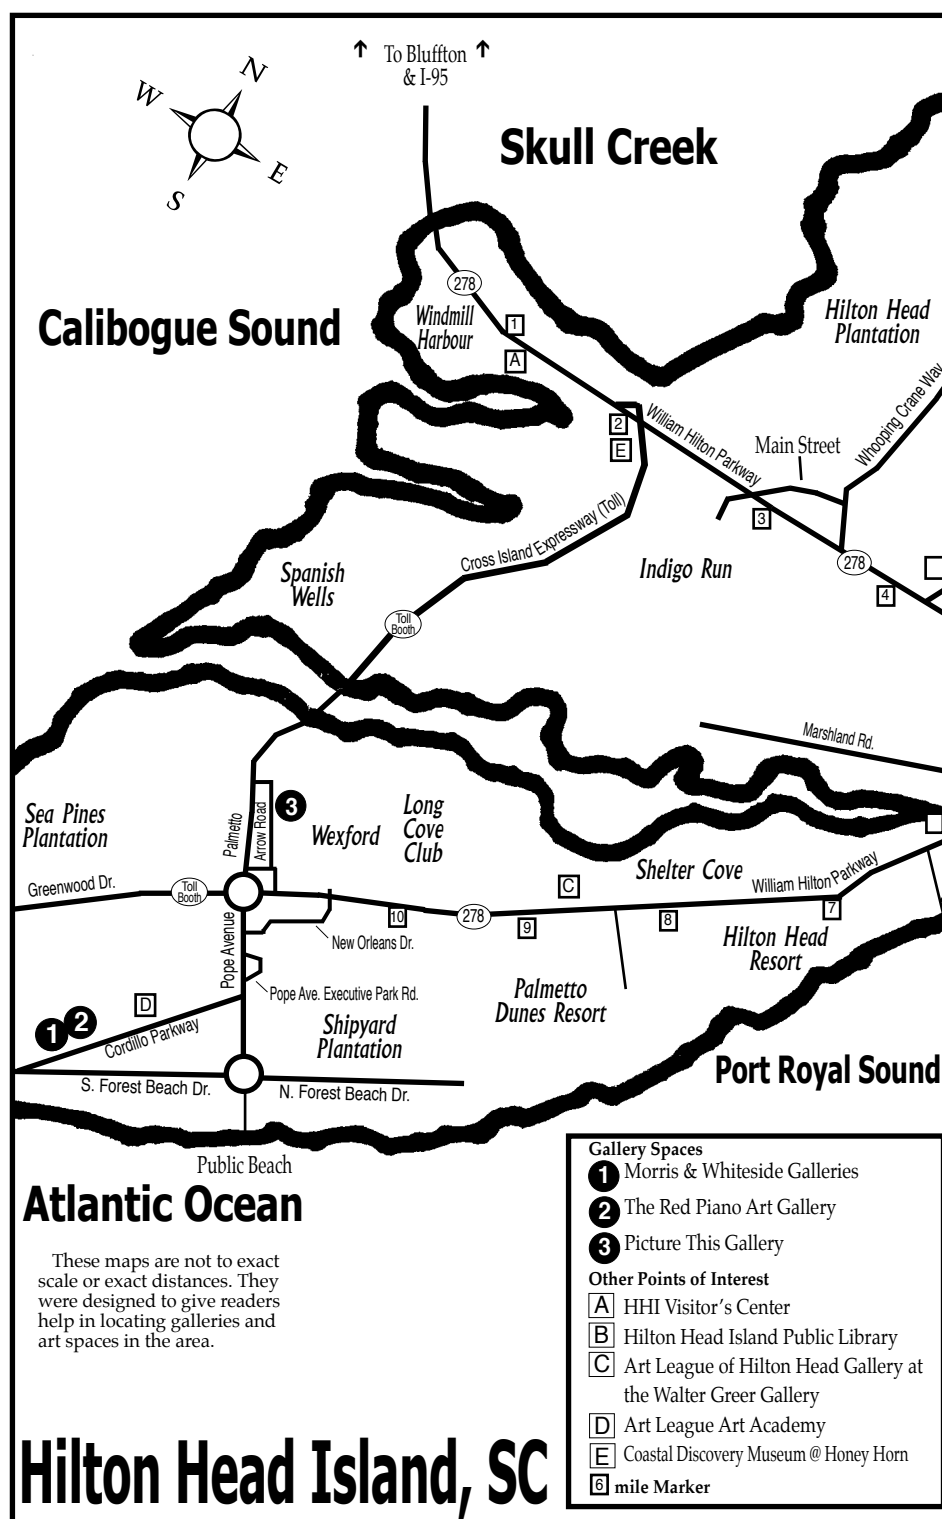 To Bluffton
& I-95
N
W
E
S
Skull Creek
278
Calibogue Sound
Windmill
Harbour
1
A
Hilton Head
Plantation
2
E
William Hilton Parkway
Main Street
Whooping Crane Way
3
Cross Island Expressway (Toll)
278
Indigo Run
4
Spanish
Wells
Toll
Booth
Marshland Rd.
Sea Pines
Plantation
Palmetto
Arrow Road
3
Wexford
Long
Cove
Club
Shelter Cove
William Hilton Parkway
Greenwood Dr.
Toll
Booth
C
10
278
9
8
7
Pope Avenue
New Orleans Dr.
Hilton Head
Resort
Pope Ave. Executive Park Rd.
Palmetto
Dunes Resort
D
1
2
Cordillo Parkway
Shipyard
Plantation
Port Royal Sound
S. Forest Beach Dr.
N. Forest Beach Dr.
Public Beach
Atlantic Ocean
These maps are not to exact
scale or exact distances. They
were designed to give readers
help in locating galleries and
art spaces in the area.
Hilton Head Island, SC
Gallery Spaces
1 Morris & Whiteside Galleries
2 The Red Piano Art Gallery
3 Picture This Gallery
Other Points of Interest
A HHI Visitor's Center
B Hilton Head Island Public Library
C Art League of Hilton Head Gallery at
the Walter Greer Gallery
D Art League Art Academy
E Coastal Discovery Museum @ Honey Horn
6 mile Marker